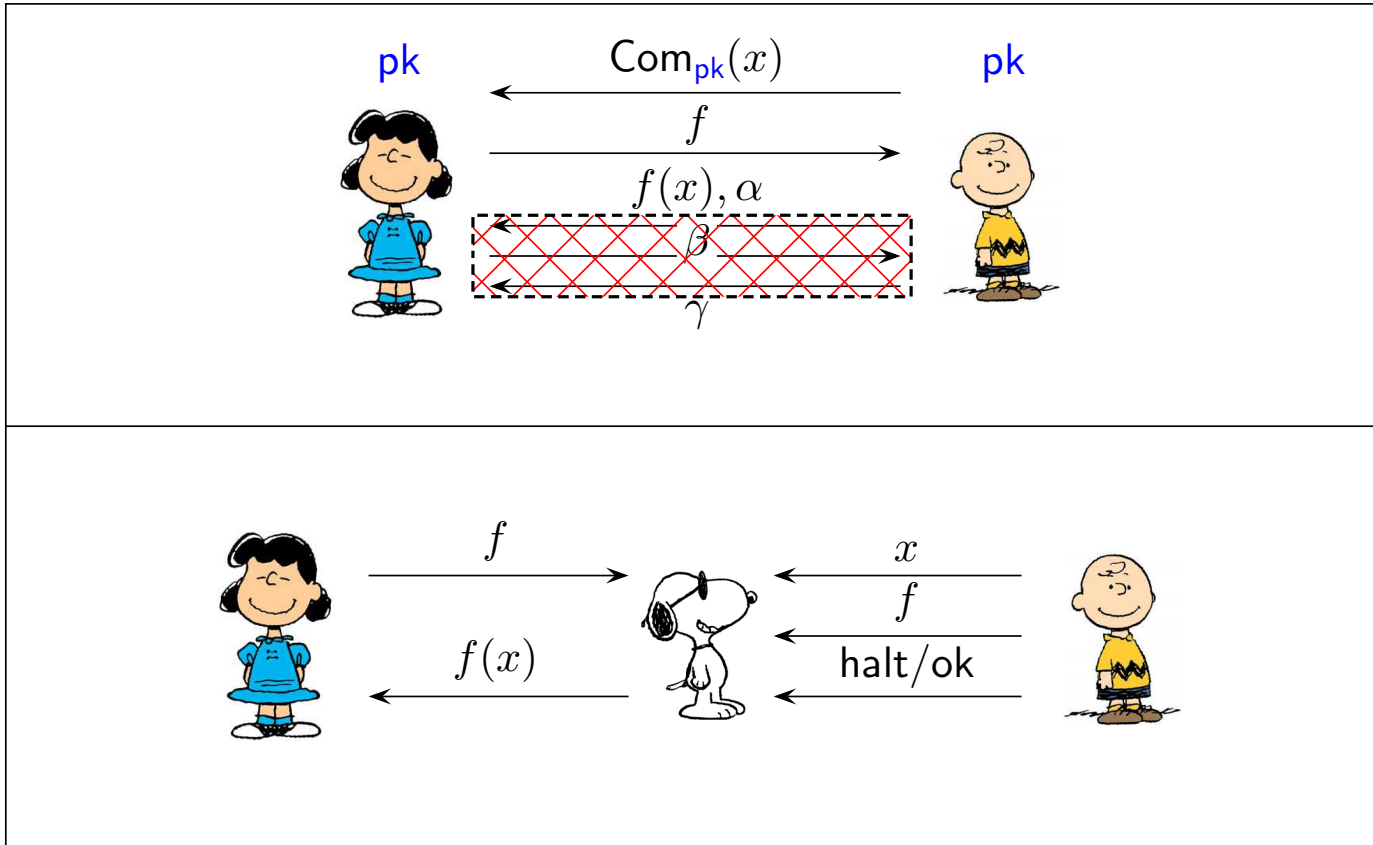 pk Com_pk(x) pk
f
f(x), α
β
γ
f x
f
f(x) halt/ok